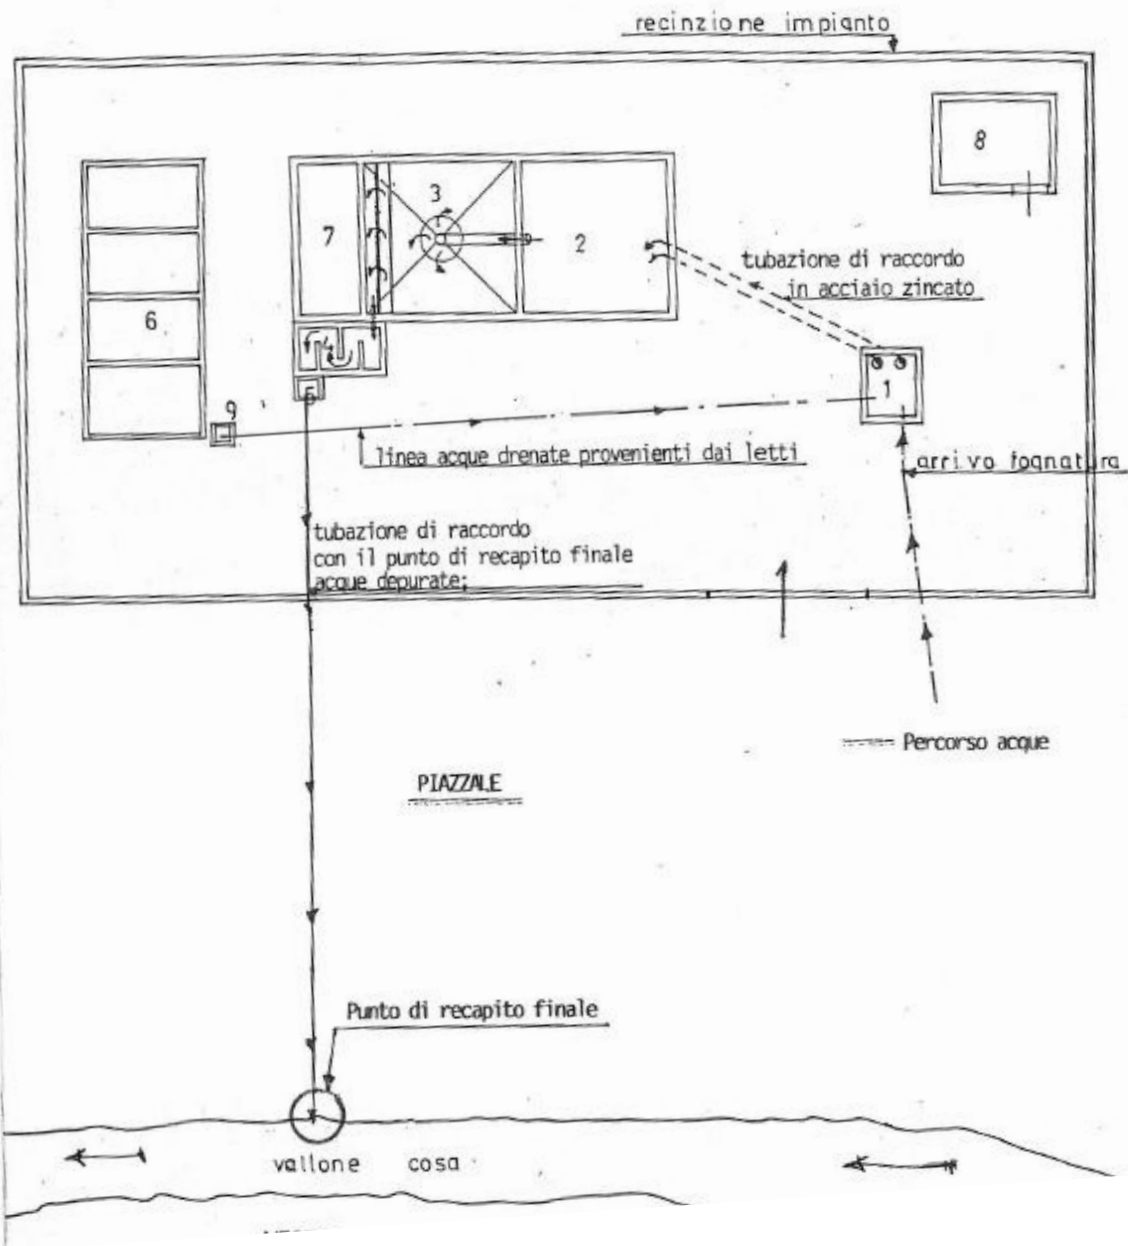 recinzione impianto
8
3
7
2
tubazione di raccordo
in acciaio zincato
6
4
1
5
9
linea acque drenate provenienti dai letti
arrivo fognatura
tubazione di raccordo
con il punto di recapito finale
acque depurate;
Percorso acque
PIAZZALE
Punto di recapito finale
vallone cosa